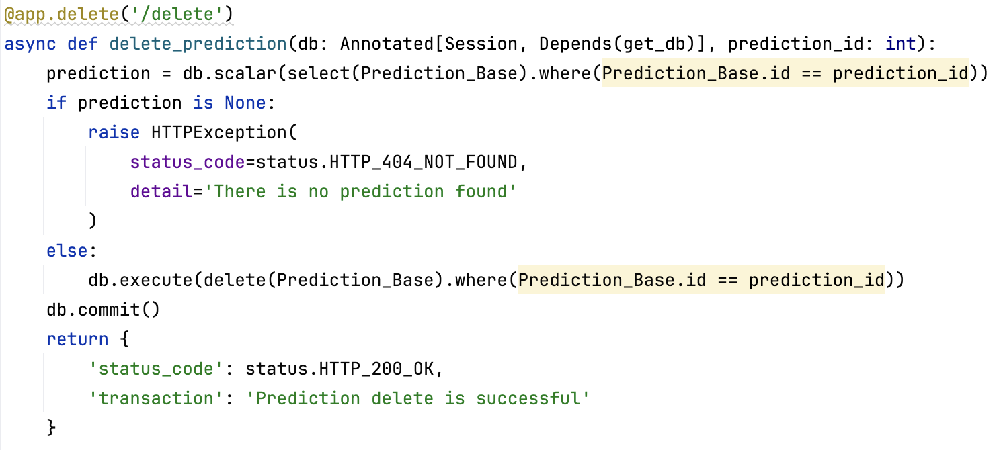 @app.delete('/delete')
async def delete_prediction(db: Annotated[Session, Depends(get_db)], prediction_id: int):
    prediction = db.scalar(select(Prediction_Base).where(Prediction_Base.id == prediction_id))
    if prediction is None:
        raise HTTPException(
            status_code=status.HTTP_404_NOT_FOUND,
            detail='There is no prediction found'
        )
    else:
        db.execute(delete(Prediction_Base).where(Prediction_Base.id == prediction_id))
    db.commit()
    return {
        'status_code': status.HTTP_200_OK,
        'transaction': 'Prediction delete is successful'
    }